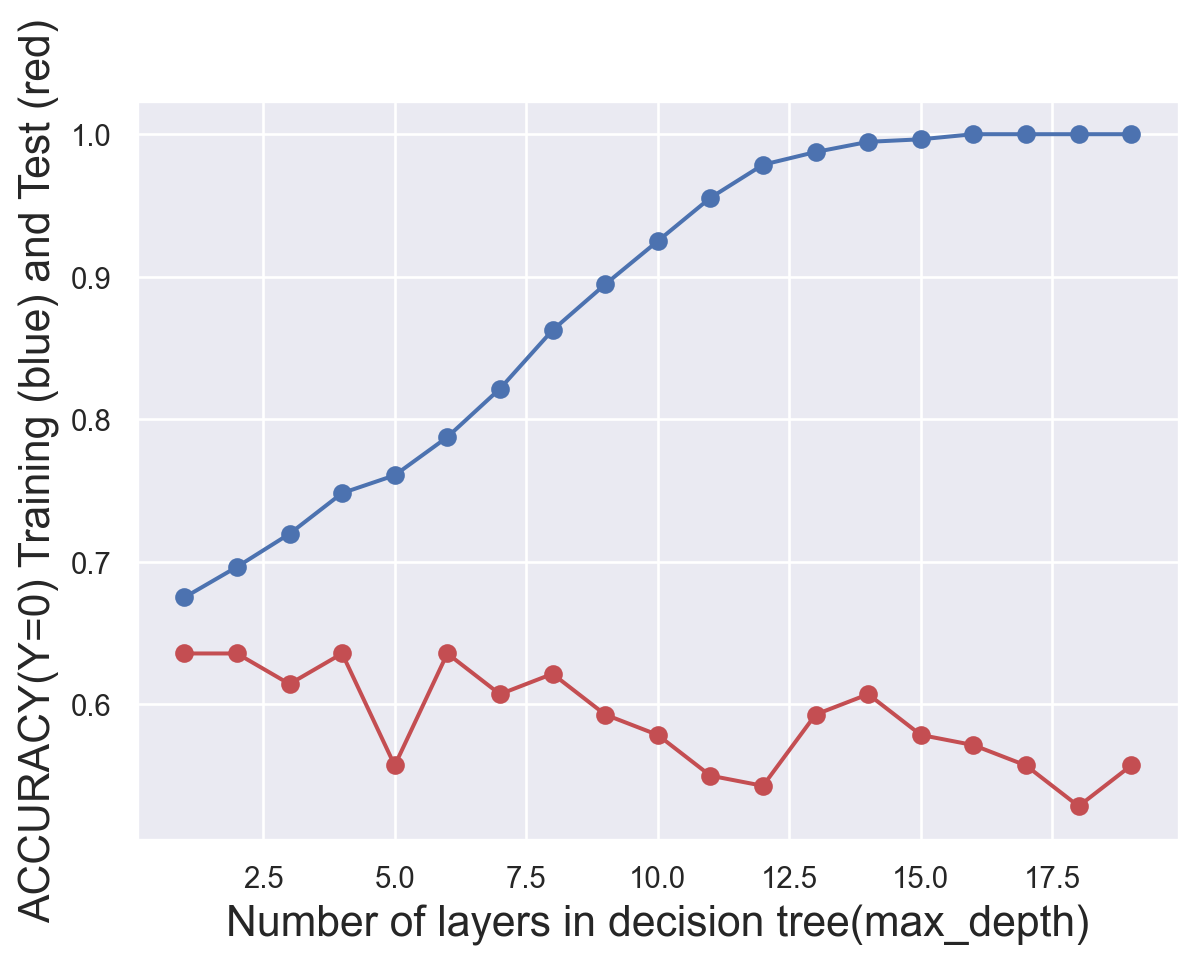 ACCURACY(Y=0) Training (blue) and Test (red)
1.0
0.9
0.8
0.7
0.6
2.5 5.0 7.5 10.0 12.5 15.0 17.5
Number of layers in decision tree(max_depth)